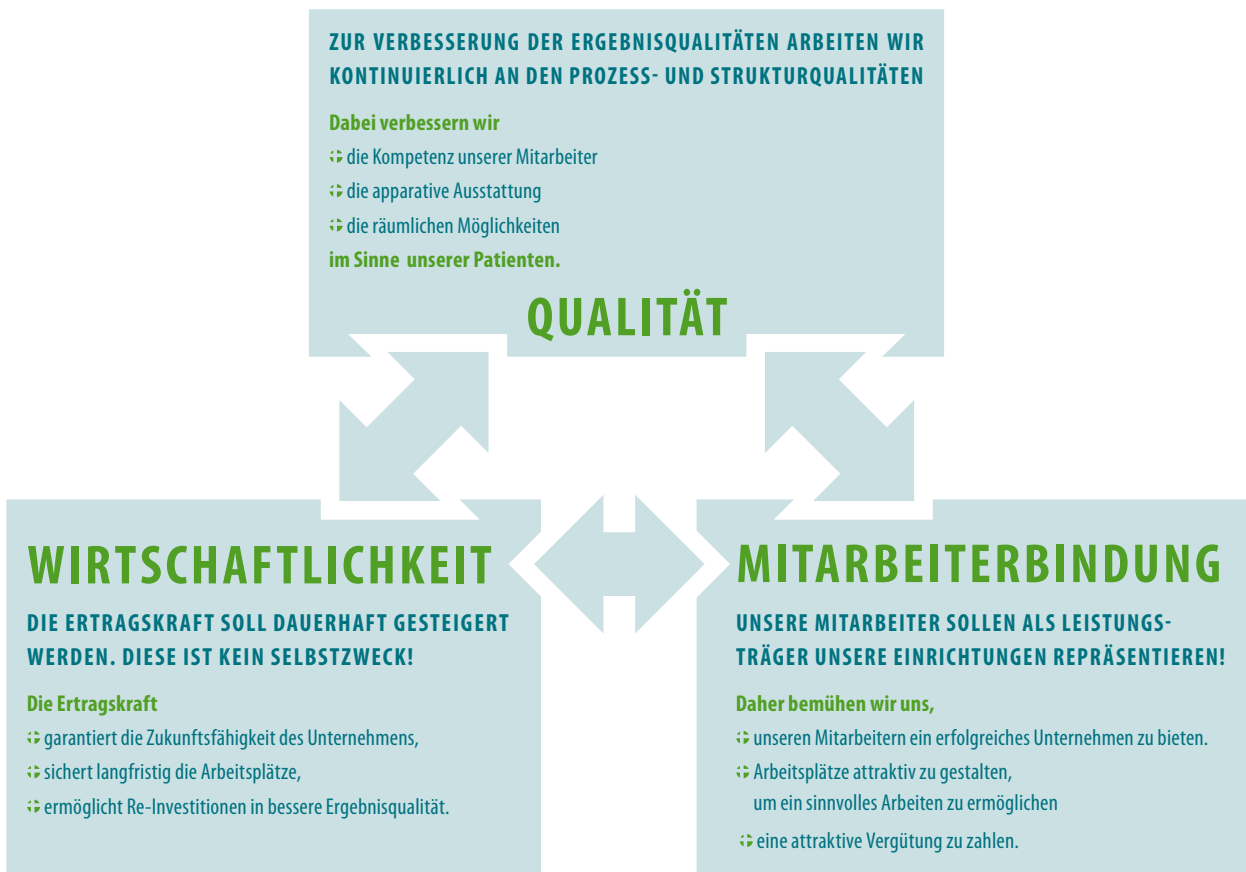 ZUR VERBESSERUNG DER ERGEBNISQUALITÄTEN ARBEITEN WIR
KONTINUIERLICH AN DEN PROZESS- UND STRUKTURQUALITÄTEN
Dabei verbessern wir
die Kompetenz unserer Mitarbeiter
die apparative Ausstattung
die räumlichen Möglichkeiten
im Sinne unserer Patienten.
QUALITÄT
WIRTSCHAFTLICHKEIT
DIE ERTRAGSKRAFT SOLL DAUERHAFT GESTEIGERT
WERDEN. DIESE IST KEIN SELBSTZWECK!
Die Ertragskraft
garantiert die Zukunftsfähigkeit des Unternehmens,
sichert langfristig die Arbeitsplätze,
ermöglicht Re-Investitionen in bessere Ergebnisqualität.
MITARBEITERBINDUNG
UNSERE MITARBEITER SOLLEN ALS LEISTUNGS-
TRÄGER UNSERE EINRICHTUNGEN REPRÄSENTIEREN!
Daher bemühen wir uns,
unseren Mitarbeitern ein erfolgreiches Unternehmen zu bieten.
Arbeitsplätze attraktiv zu gestalten,
um ein sinnvolles Arbeiten zu ermöglichen
eine attraktive Vergütung zu zahlen.